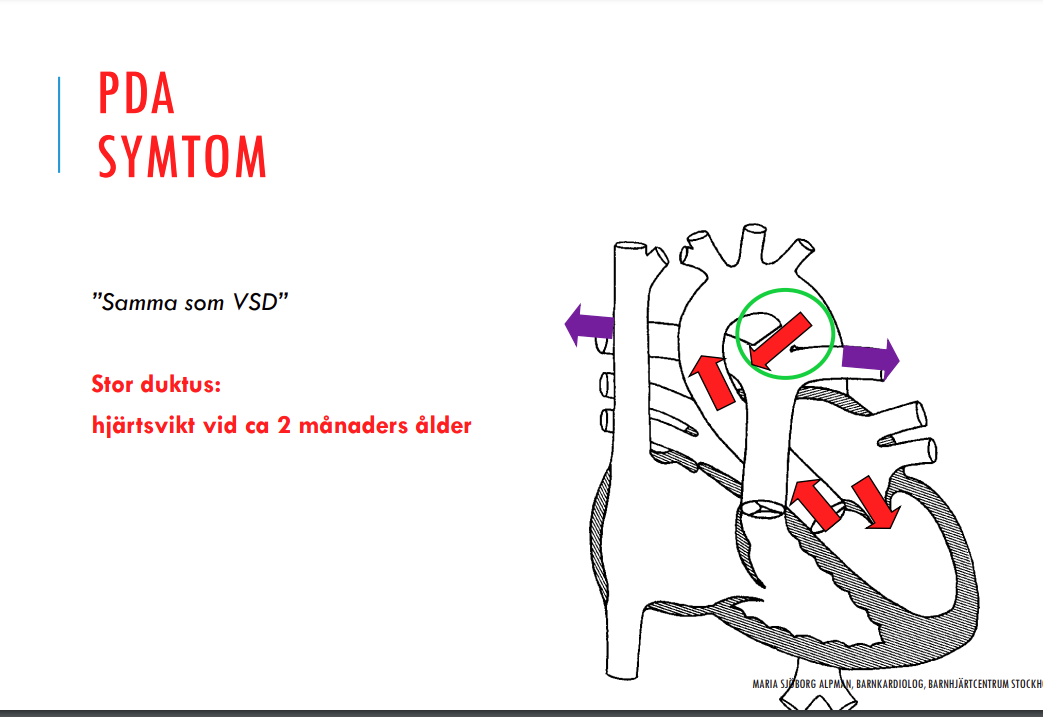 PDA
SYMTOM
”Samma som VSD”
Stor duktus:
hjärtsvikt vid ca 2 månaders ålder
MARIA SJÖBORG ALPMAN, BARNKARDIOLOG, BARNHJÄRTCENTRUM STOCKH